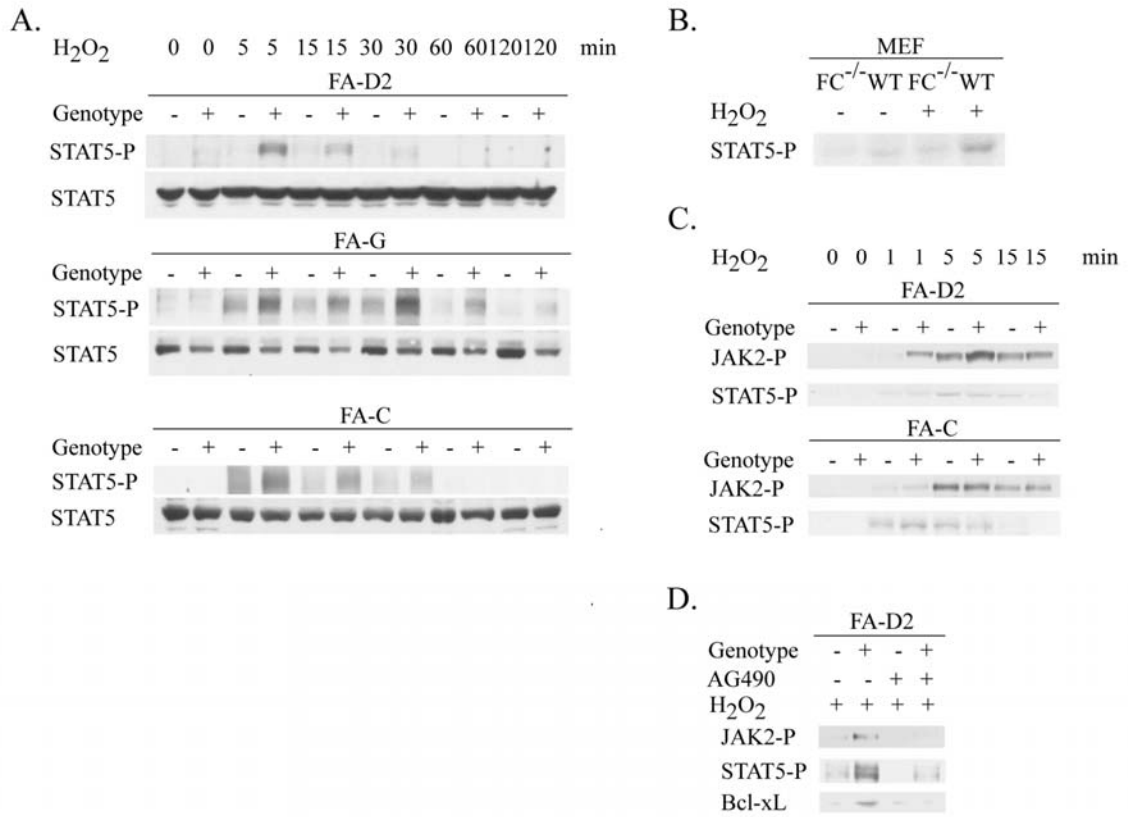 A.
H2O2 0 0 5 5 15 15 30 30 60 60 120 120 min
FA-D2
Genotype - + - + - + - + - + - +
STAT5-P
STAT5
FA-G
Genotype - + - + - + - + - + - +
STAT5-P
STAT5
FA-C
Genotype - + - + - + - + - + - +
STAT5-P
STAT5
B.
MEF
FC-/- WT FC-/- WT
H2O2 - - + +
STAT5-P
C.
H2O2 0 0 1 1 5 5 15 15 min
FA-D2
Genotype - + - + - + - +
JAK2-P
STAT5-P
FA-C
Genotype - + - + - + - +
JAK2-P
STAT5-P
D.
FA-D2
Genotype - + - +
AG490 - - + +
H2O2 + + + +
JAK2-P
STAT5-P
Bcl-xL